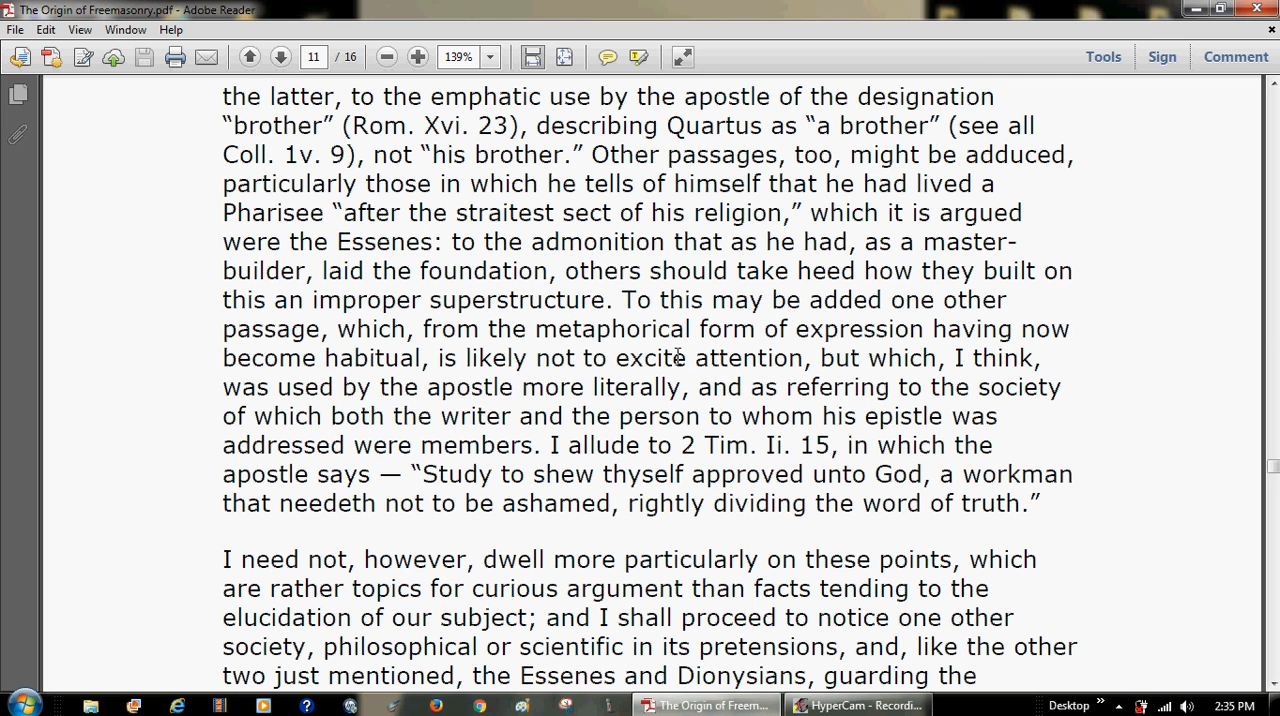 The Origin of Freemasonry.pdf - Adobe Reader
File Edit View Window Help
11 / 16 139% Tools Sign Comment
the latter, to the emphatic use by the apostle of the designation
“brother” (Rom. Xvi. 23), describing Quartus as “a brother” (see all
Coll. 1v. 9), not “his brother.” Other passages, too, might be adduced,
particularly those in which he tells of himself that he had lived a
Pharisee “after the straitest sect of his religion,” which it is argued
were the Essenes: to the admonition that as he had, as a master-
builder, laid the foundation, others should take heed how they built on
this an improper superstructure. To this may be added one other
passage, which, from the metaphorical form of expression having now
become habitual, is likely not to excite attention, but which, I think,
was used by the apostle more literally, and as referring to the society
of which both the writer and the person to whom his epistle was
addressed were members. I allude to 2 Tim. Ii. 15, in which the
apostle says — “Study to shew thyself approved unto God, a workman
that needeth not to be ashamed, rightly dividing the word of truth.”
I need not, however, dwell more particularly on these points, which
are rather topics for curious argument than facts tending to the
elucidation of our subject; and I shall proceed to notice one other
society, philosophical or scientific in its pretensions, and, like the other
two just mentioned, the Essenes and Dionysians, guarding the
The Origin of Freem... HyperCam - Recordi... Desktop » 2:35 PM